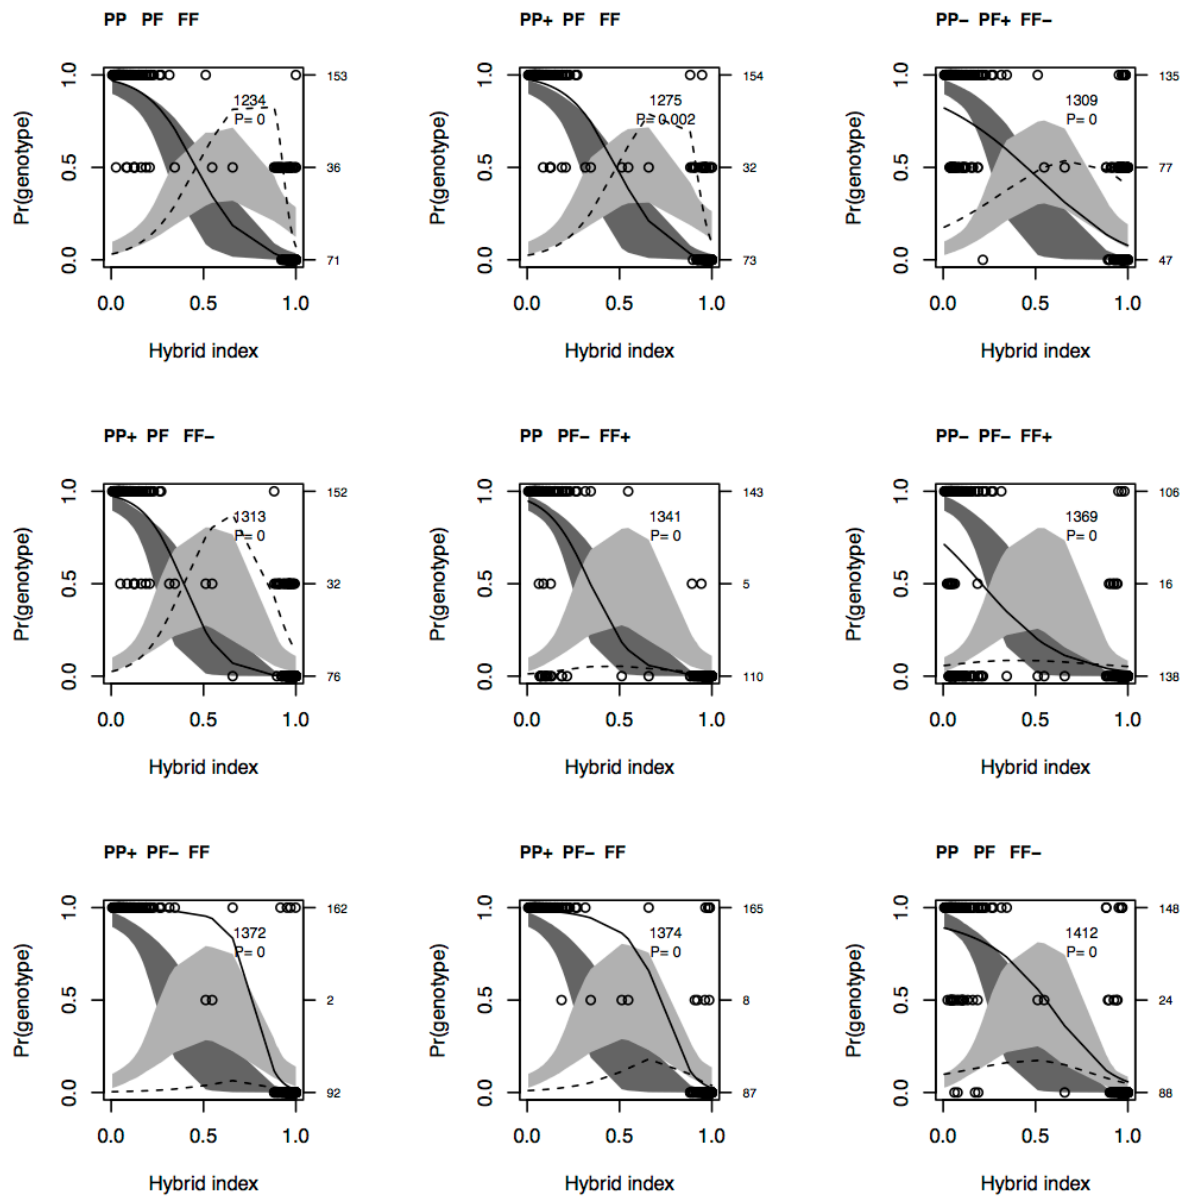 PP PF FF
1.0
0.5
0.0
Pr(genotype)
1234
P= 0
153
36
71
0.0 0.5 1.0
Hybrid index
PP+ PF FF
1.0
0.5
0.0
Pr(genotype)
1275
P= 0.002
154
32
73
0.0 0.5 1.0
Hybrid index
PP− PF+ FF−
1.0
0.5
0.0
Pr(genotype)
1309
P= 0
135
77
47
0.0 0.5 1.0
Hybrid index
PP+ PF FF−
1.0
0.5
0.0
Pr(genotype)
1313
P= 0
152
32
76
0.0 0.5 1.0
Hybrid index
PP PF− FF+
1.0
0.5
0.0
Pr(genotype)
1341
P= 0
143
5
110
0.0 0.5 1.0
Hybrid index
PP− PF− FF+
1.0
0.5
0.0
Pr(genotype)
1369
P= 0
106
16
138
0.0 0.5 1.0
Hybrid index
PP+ PF− FF
1.0
0.5
0.0
Pr(genotype)
1372
P= 0
162
2
92
0.0 0.5 1.0
Hybrid index
PP+ PF− FF
1.0
0.5
0.0
Pr(genotype)
1374
P= 0
165
8
87
0.0 0.5 1.0
Hybrid index
PP PF FF−
1.0
0.5
0.0
Pr(genotype)
1412
P= 0
148
24
88
0.0 0.5 1.0
Hybrid index